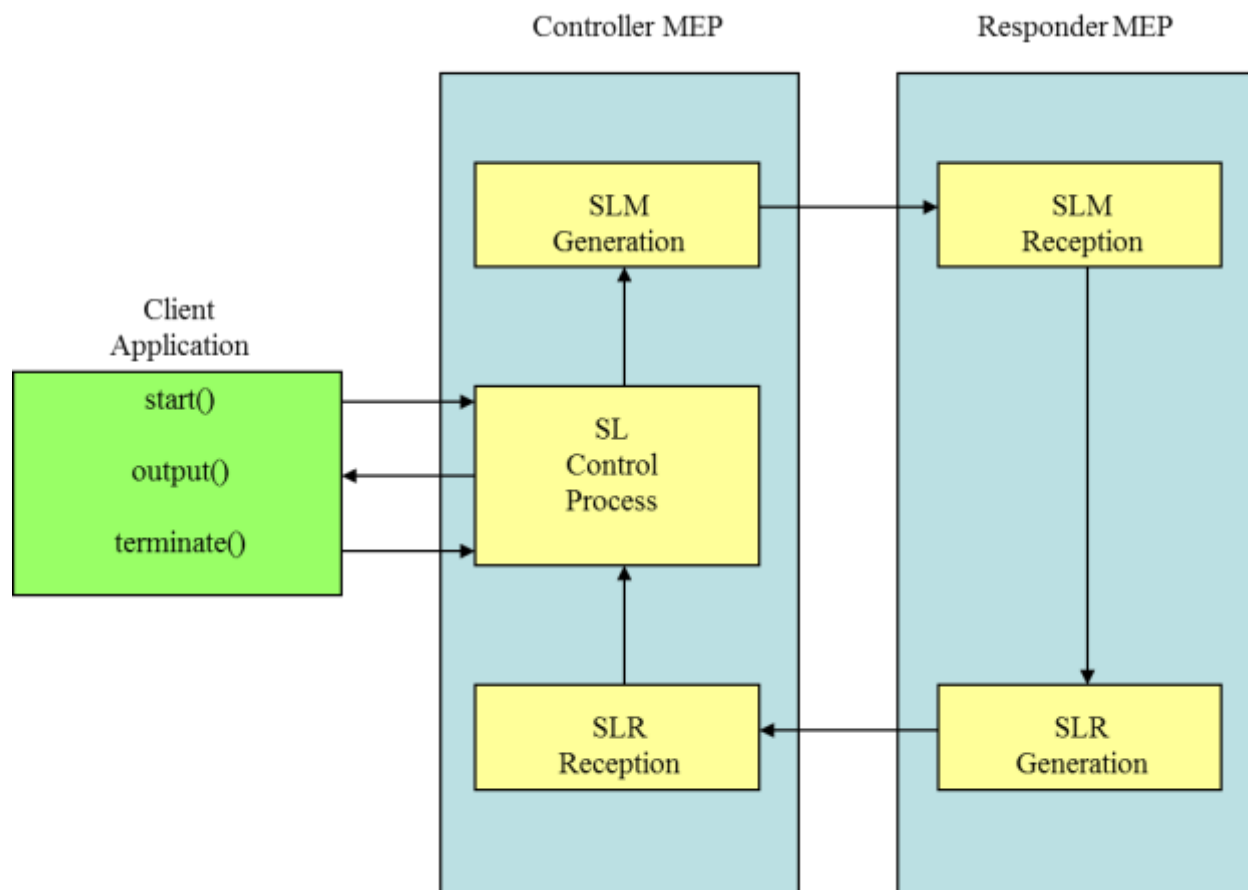 Controller MEP
Responder MEP
SLM
Generation
SLM
Reception
Client
Application
start()
output()
terminate()
SL
Control
Process
SLR
Reception
SLR
Generation